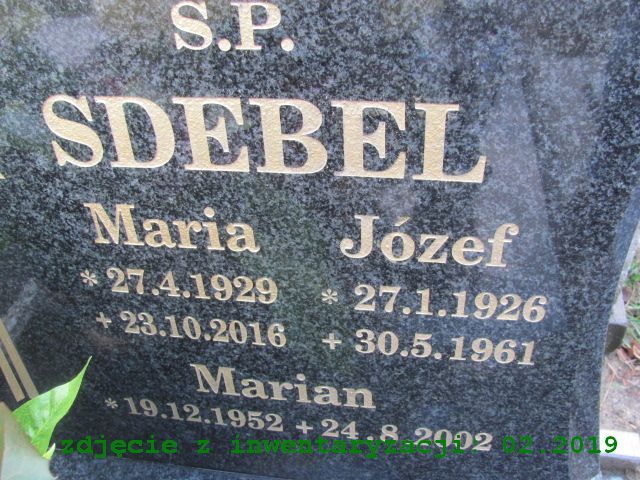 S.P.
SDEBEL
Maria Józef
* 27.4.1929 * 27.1.1926
+ 23.10.2016 + 30.5.1961
Marian
* 19.12.1952 + 24.8.2002
zdjęcie z inwentaryzacji 02.2019